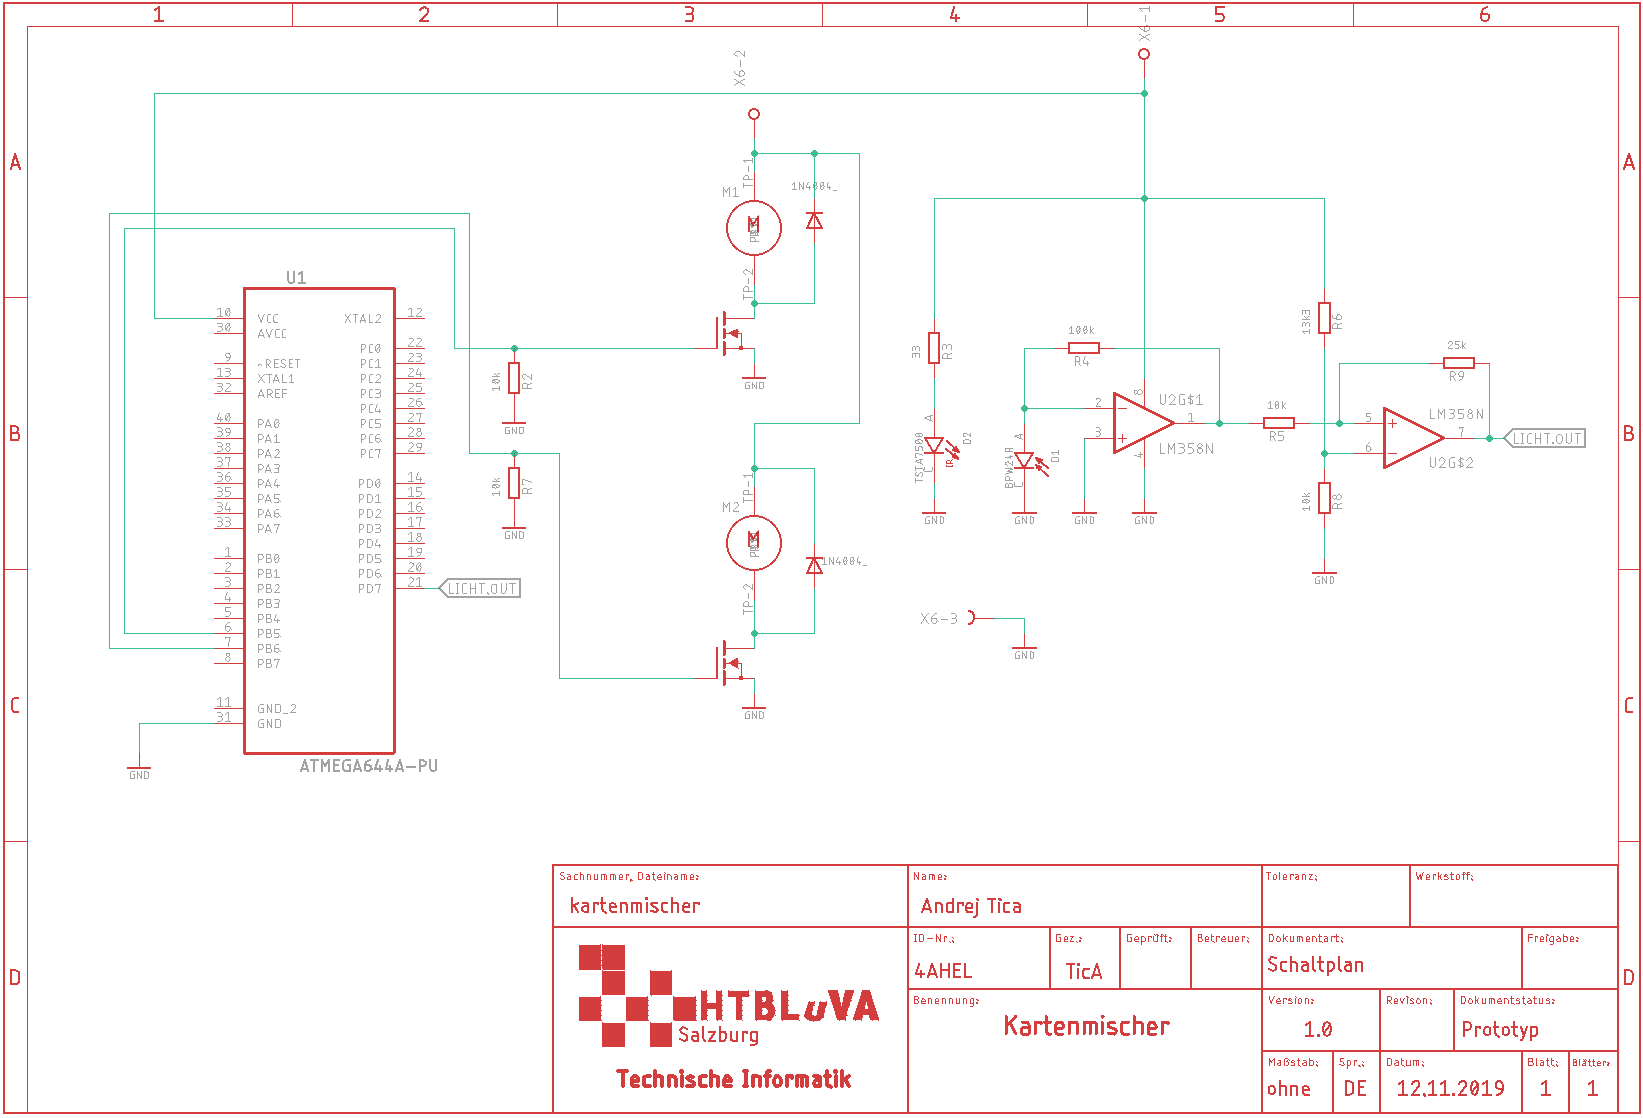 1 2 3 4 5 6
A
B
C
D
A
B
C
D
X6-2
X6-1
M1
TP-1
TP-2
1N4004_
GND
U1
10 VCC
30 AVCC
9 ~RESET
13 XTAL1
32 AREF
40 PA0
39 PA1
38 PA2
37 PA3
36 PA4
35 PA5
34 PA6
33 PA7
1 PB0
2 PB1
3 PB2
4 PB3
5 PB4
6 PB5
7 PB6
8 PB7
11 GND_2
31 GND
XTAL2 12
PC0 22
PC1 23
PC2 24
PC3 25
PC4 26
PC5 27
PC6 28
PC7 29
PD0 14
PD1 15
PD2 16
PD3 17
PD4 18
PD5 19
PD6 20
PD7 21
LICHT.OUT
ATMEGA644A-PU
GND
10k R2
GND
10k R7
GND
M2
TP-1
TP-2
1N4004_
GND
33 R3
TSTA7500
A
C
D2
IR
GND
100k
R4
BPW24R
A
C
D1
GND
2
3
8
4
1
U2G$1
LM358N
GND
GND
10k
R5
13k3 R6
10k R8
GND
25k
R9
5
6
7
LM358N
U2G$2
LICHT.OUT
X6-3
GND
Sachnummer, Dateiname:
kartenmischer
Name:
Andrej Tica
Toleranz:
Werkstoff:
HTBLuVA
Salzburg
Technische Informatik
ID-Nr.:
4AHEL
Gez.:
TicA
Geprüft:
Betreuer:
Dokumentart:
Schaltplan
Freigabe:
Benennung:
Kartenmischer
Version:
1.0
Revison:
Dokumentstatus:
Prototyp
Maßstab:
ohne
Spr.:
DE
Datum:
12.11.2019
Blatt:
1
Blätter:
1